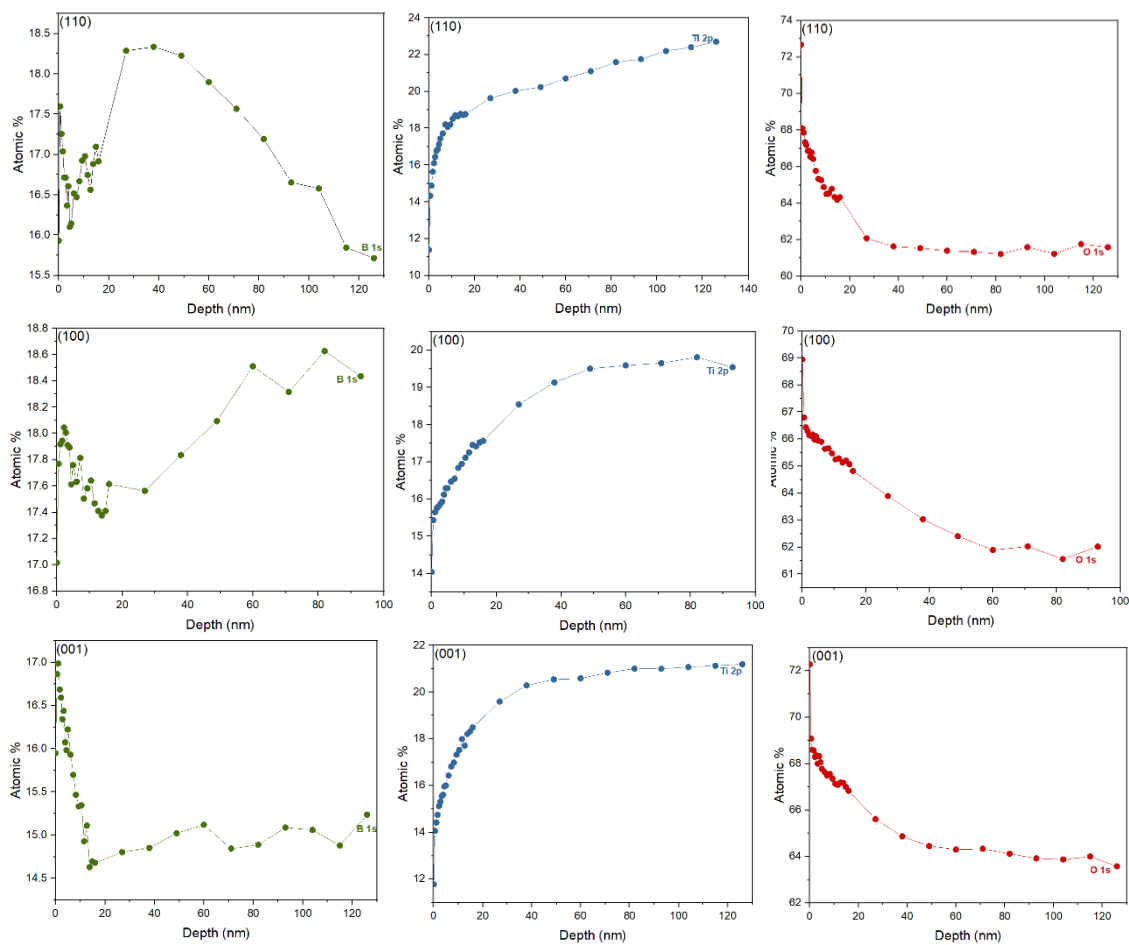 (110)
18.5
18.0
17.5
17.0
16.5
16.0
15.5
Atomic %
B 1s
0 20 40 60 80 100 120
Depth (nm)
(110)
24
22
20
18
16
14
12
10
Atomic %
Ti 2p
0 20 40 60 80 100 120 140
Depth (nm)
(110)
74
72
70
68
66
64
62
60
Atomic %
O 1s
0 20 40 60 80 100 120
Depth (nm)
(100)
18.8
18.6
18.4
18.2
18.0
17.8
17.6
17.4
17.2
17.0
16.8
Atomic %
B 1s
0 20 40 60 80 100
Depth (nm)
(100)
20
19
18
17
16
15
14
Atomic %
Ti 2p
0 20 40 60 80 100
Depth (nm)
(100)
70
69
68
67
66
65
64
63
62
61
Atomic %
O 1s
0 20 40 60 80 100
Depth (nm)
(001)
17.0
16.5
16.0
15.5
15.0
14.5
Atomic %
B 1s
0 20 40 60 80 100 120
Depth (nm)
(001)
22
21
20
19
18
17
16
15
14
13
12
11
Atomic %
Ti 2p
0 20 40 60 80 100 120
Depth (nm)
(001)
72
70
68
66
64
62
Atomic %
O 1s
0 20 40 60 80 100 120
Depth (nm)